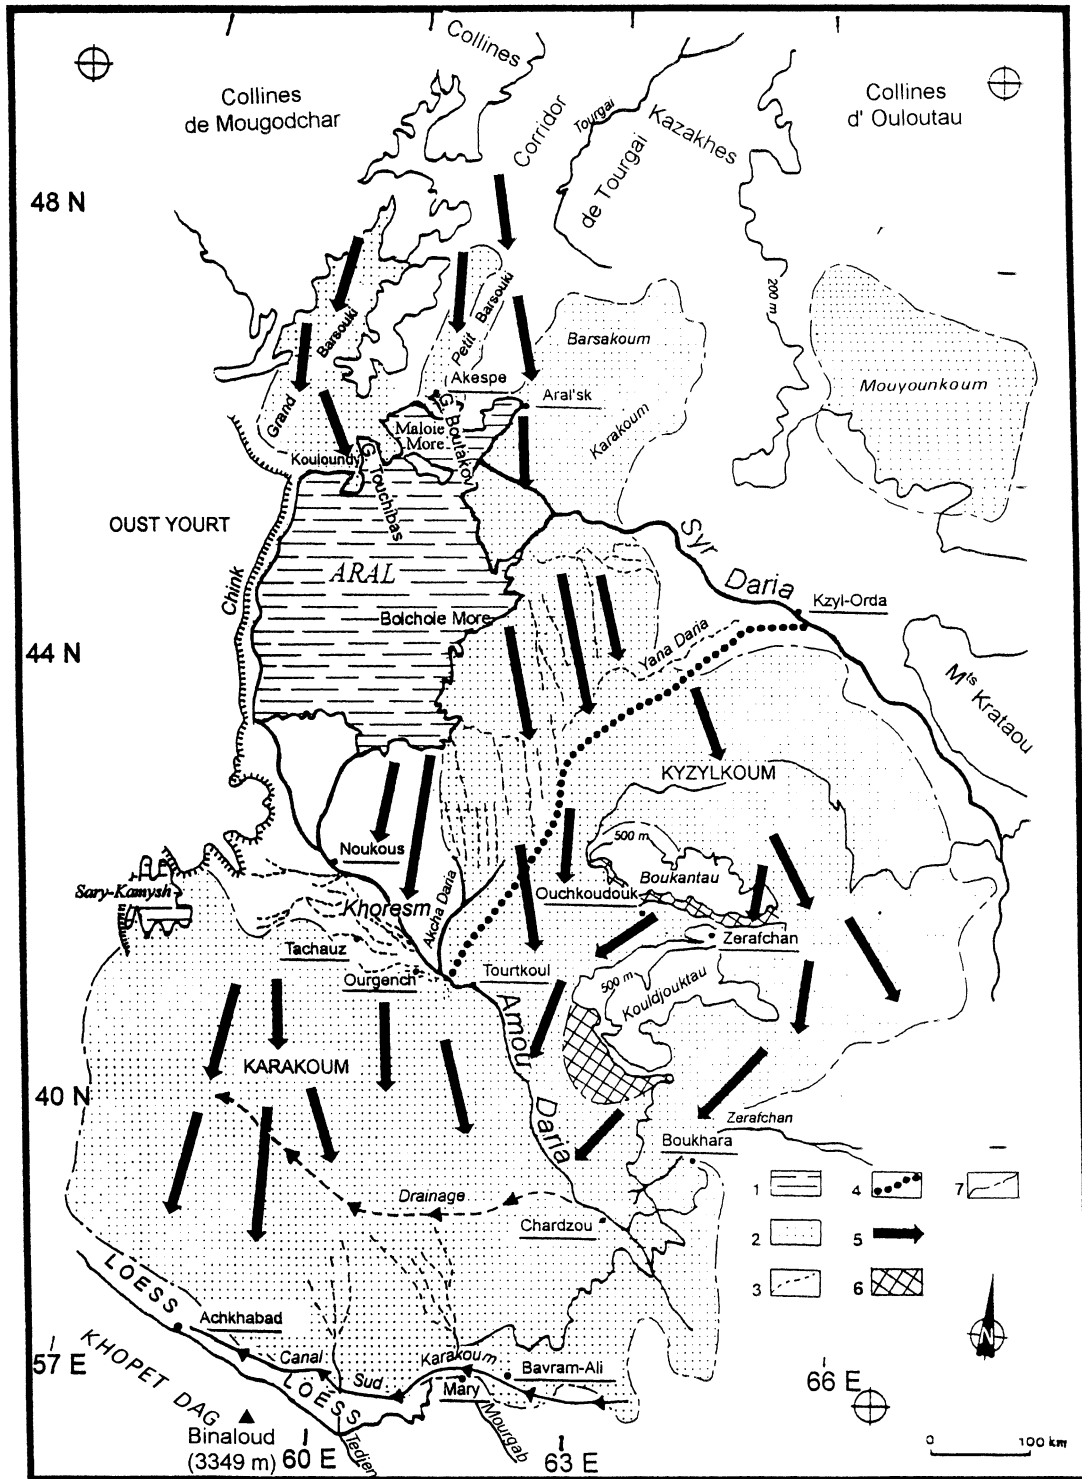 Collines
Collines
de Mougodchar
Corridor
de Tourgai
Tourgai
Kazakhes
Collines
d' Ouloutau
48 N
200 m
Barsouki
Grand
Petit
Barsouki
Barsakoum
Mouyounkoum
Akespe
Aral'sk
Karakoum
G. Boutakov
Maloie
More
Kouloundy
G. Touchibas
OUST YOURT
Chink
ARAL
Syr
Daria
Kzyl-Orda
Bolchoie More
44 N
Yana Daria
Mts Krataou
KYZYLKOUM
500 m
Noukous
Boukantau
Sary-Kamysh
Ouchkoudouk
Khoresm
Akcha Daria
Zerafchan
Tachauz
Ourgench
Tourtkoul
500 m
Kouldjouktau
Amou
Daria
KARAKOUM
40 N
Zerafchan
Boukhara
Drainage
Chardzou
1
4
7
2
5
3
6
LOESS
Achkhabad
57 E
KHOPET DAG
Canal
Sud
Karakoum
Bavram-Ali
LOESS
Mary
66 E
N
Binaloud
(3349 m)
60 E
Tedjen
Mourgab
63 E
0
100 km